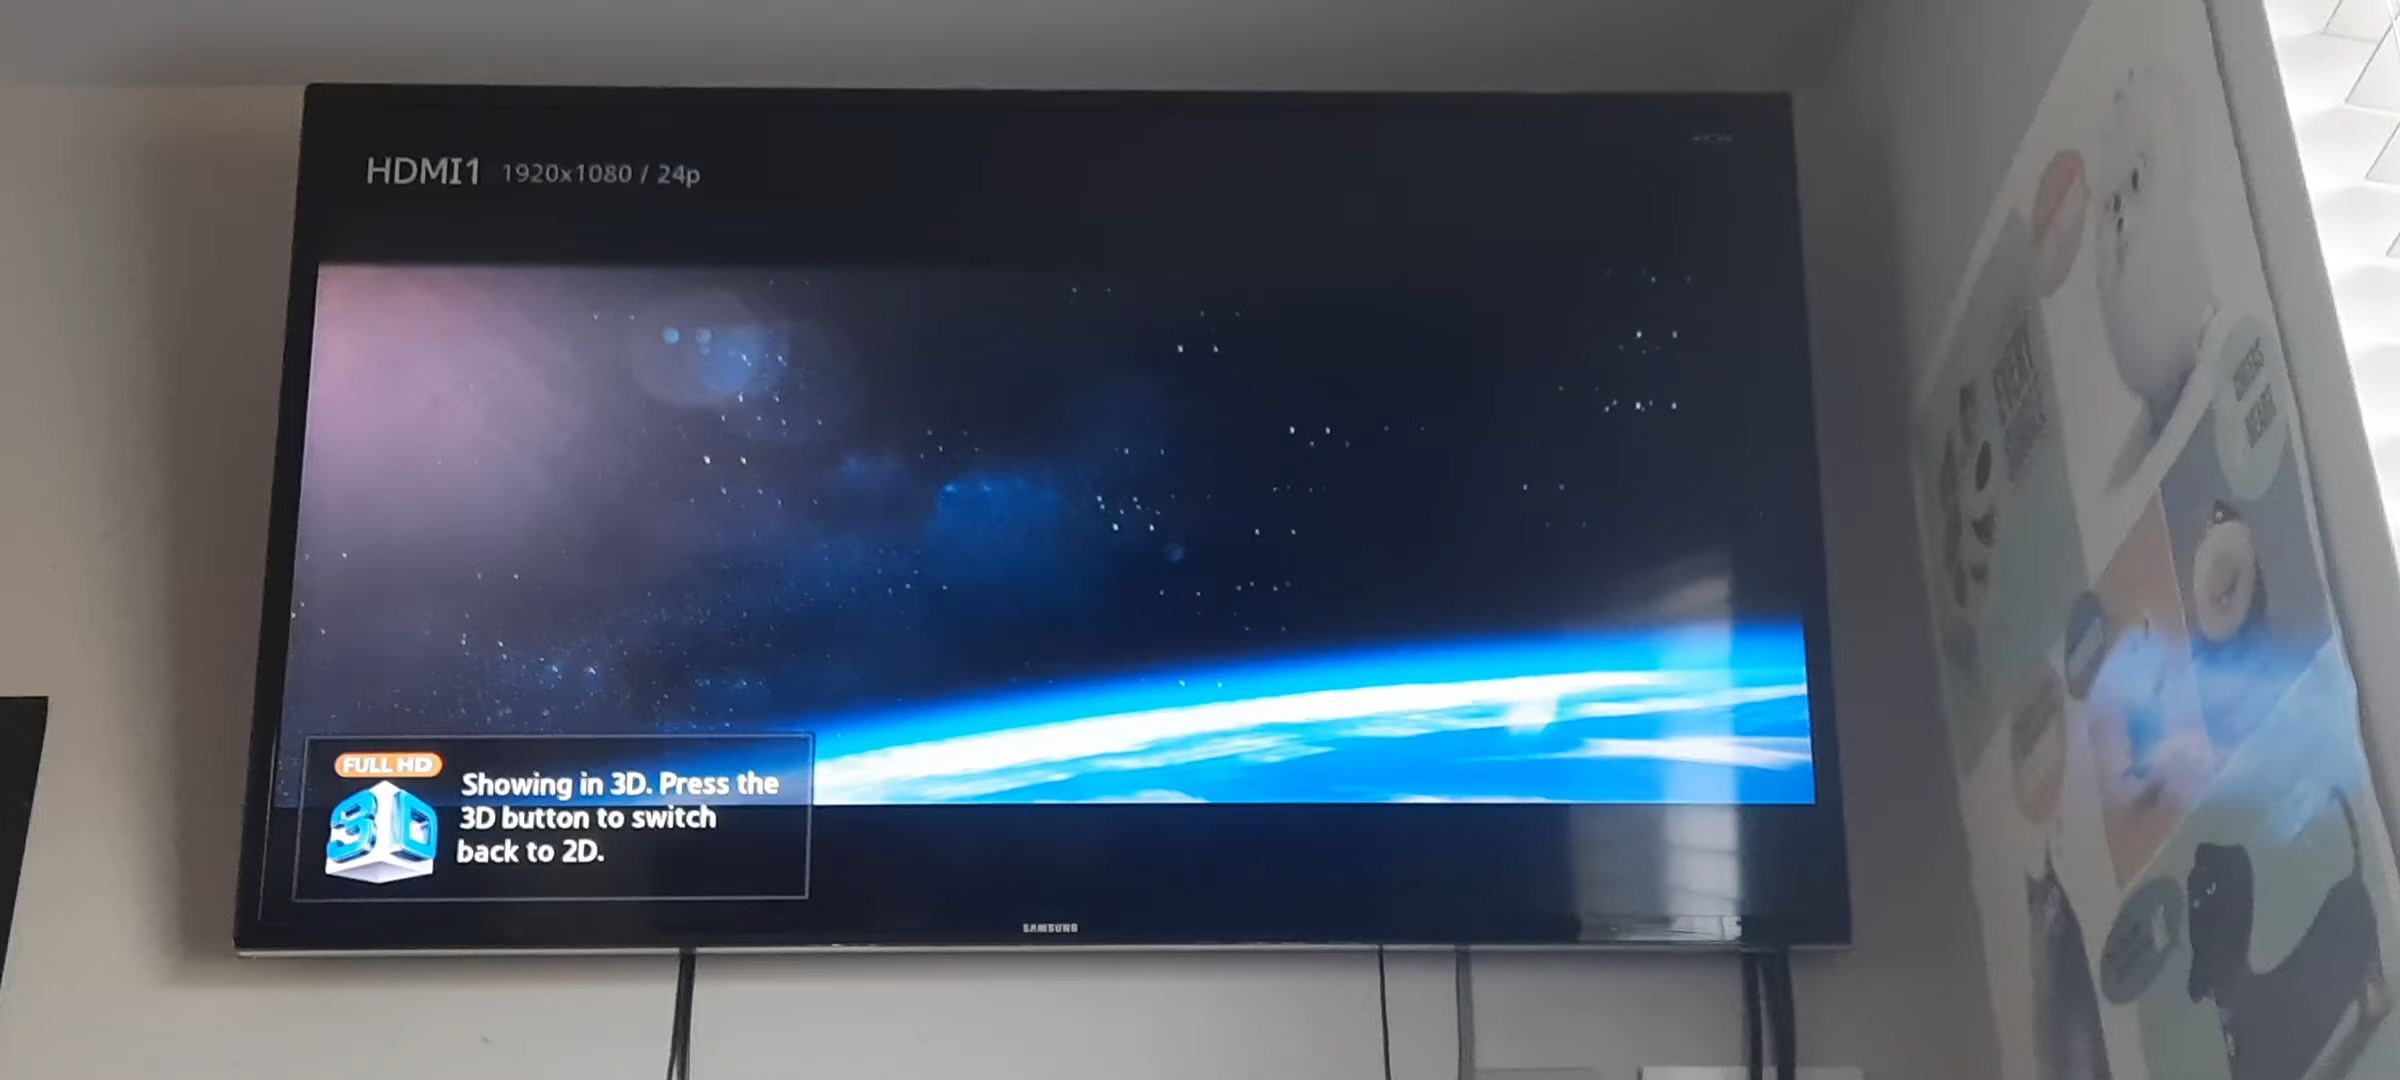 HDMI1 1920x1080 / 24p
FULL HD
3D
Showing in 3D. Press the
3D button to switch
back to 2D.
SAMSUNG